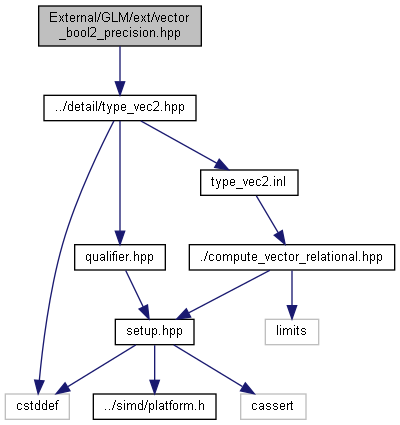 External/GLM/ext/vector
_bool2_precision.hpp
../detail/type_vec2.hpp
type_vec2.inl
qualifier.hpp
./compute_vector_relational.hpp
setup.hpp
limits
cstddef
../simd/platform.h
cassert